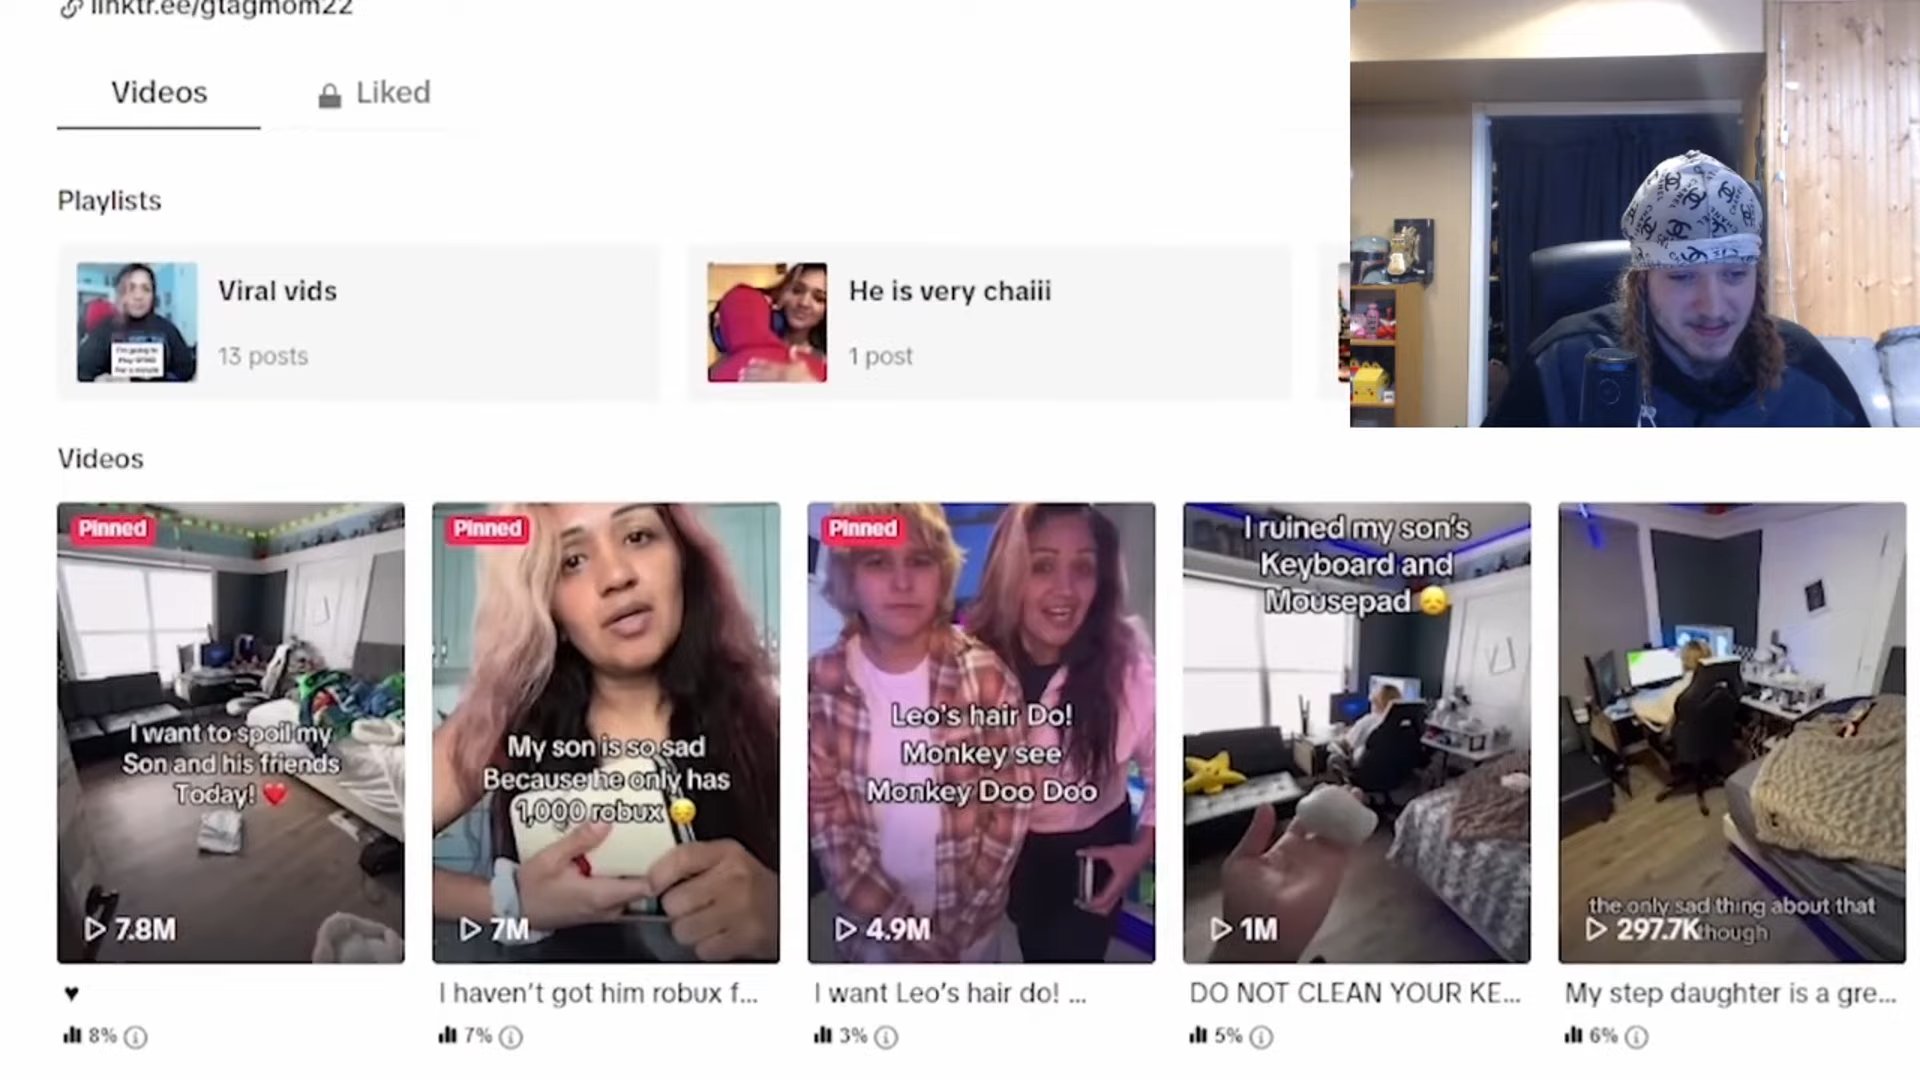 linktr.ee/gtagmom22
Videos
Liked
Playlists
Viral vids
13 posts
He is very chaiii
1 post
Videos
Pinned
I want to spoil my
Son and his friends
Today! ❤️
7.8M
♥
8%
Pinned
My son is so sad
Because he only has
1,000 robux 😔
7M
I haven't got him robux f...
7%
Pinned
Leo's hair Do!
Monkey see
Monkey Doo Doo
4.9M
I want Leo's hair do! ...
3%
I ruined my son's
Keyboard and
Mousepad 😞
1M
DO NOT CLEAN YOUR KE...
5%
the only sad thing about that
though
297.7K
My step daughter is a gre...
6%
CHANEL